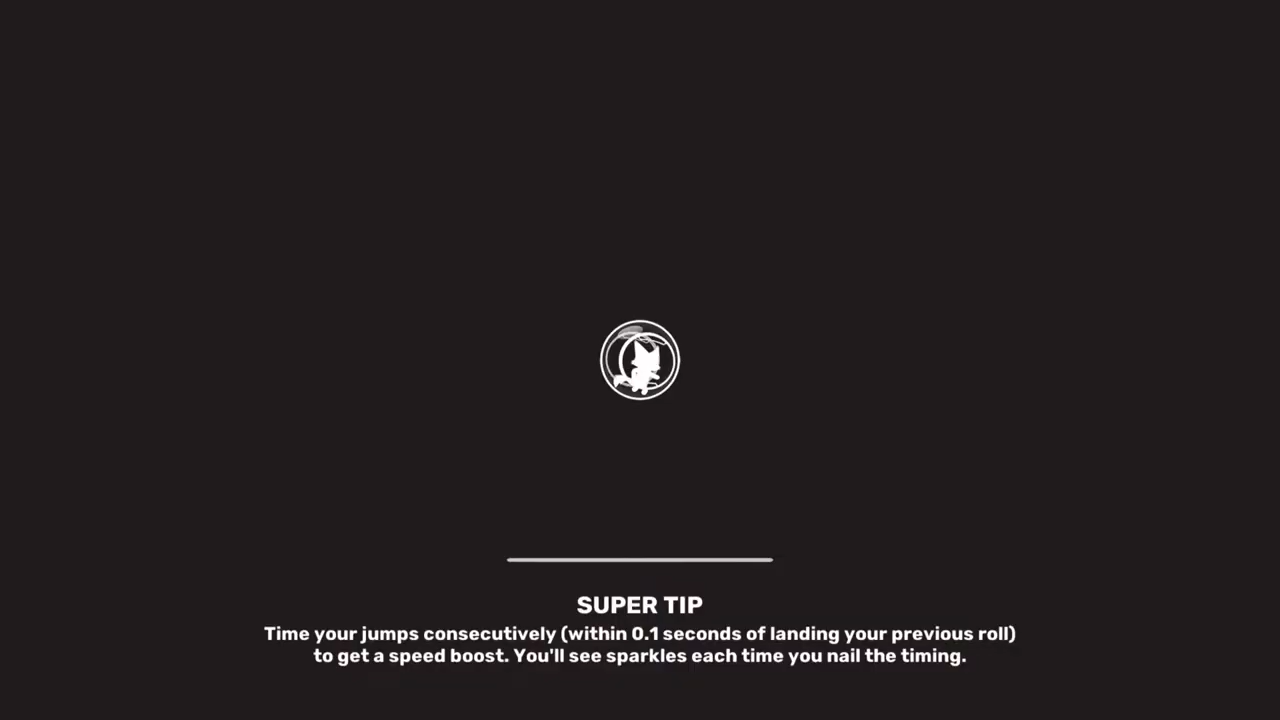 SUPER TIP
Time your jumps consecutively (within 0.1 seconds of landing your previous roll)
to get a speed boost. You'll see sparkles each time you nail the timing.